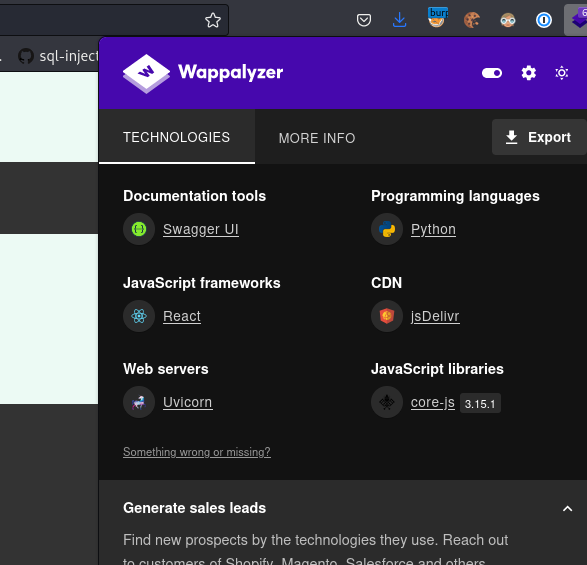 burp
6
sql-inject
W
Wappalyzer
TECHNOLOGIES
MORE INFO
Export
Documentation tools
Swagger UI
Programming languages
Python
JavaScript frameworks
React
CDN
jsDelivr
Web servers
Uvicorn
JavaScript libraries
core-js 3.15.1
Something wrong or missing?
Generate sales leads
Find new prospects by the technologies they use. Reach out
to customers of Shopify, Magento, Salesforce and others